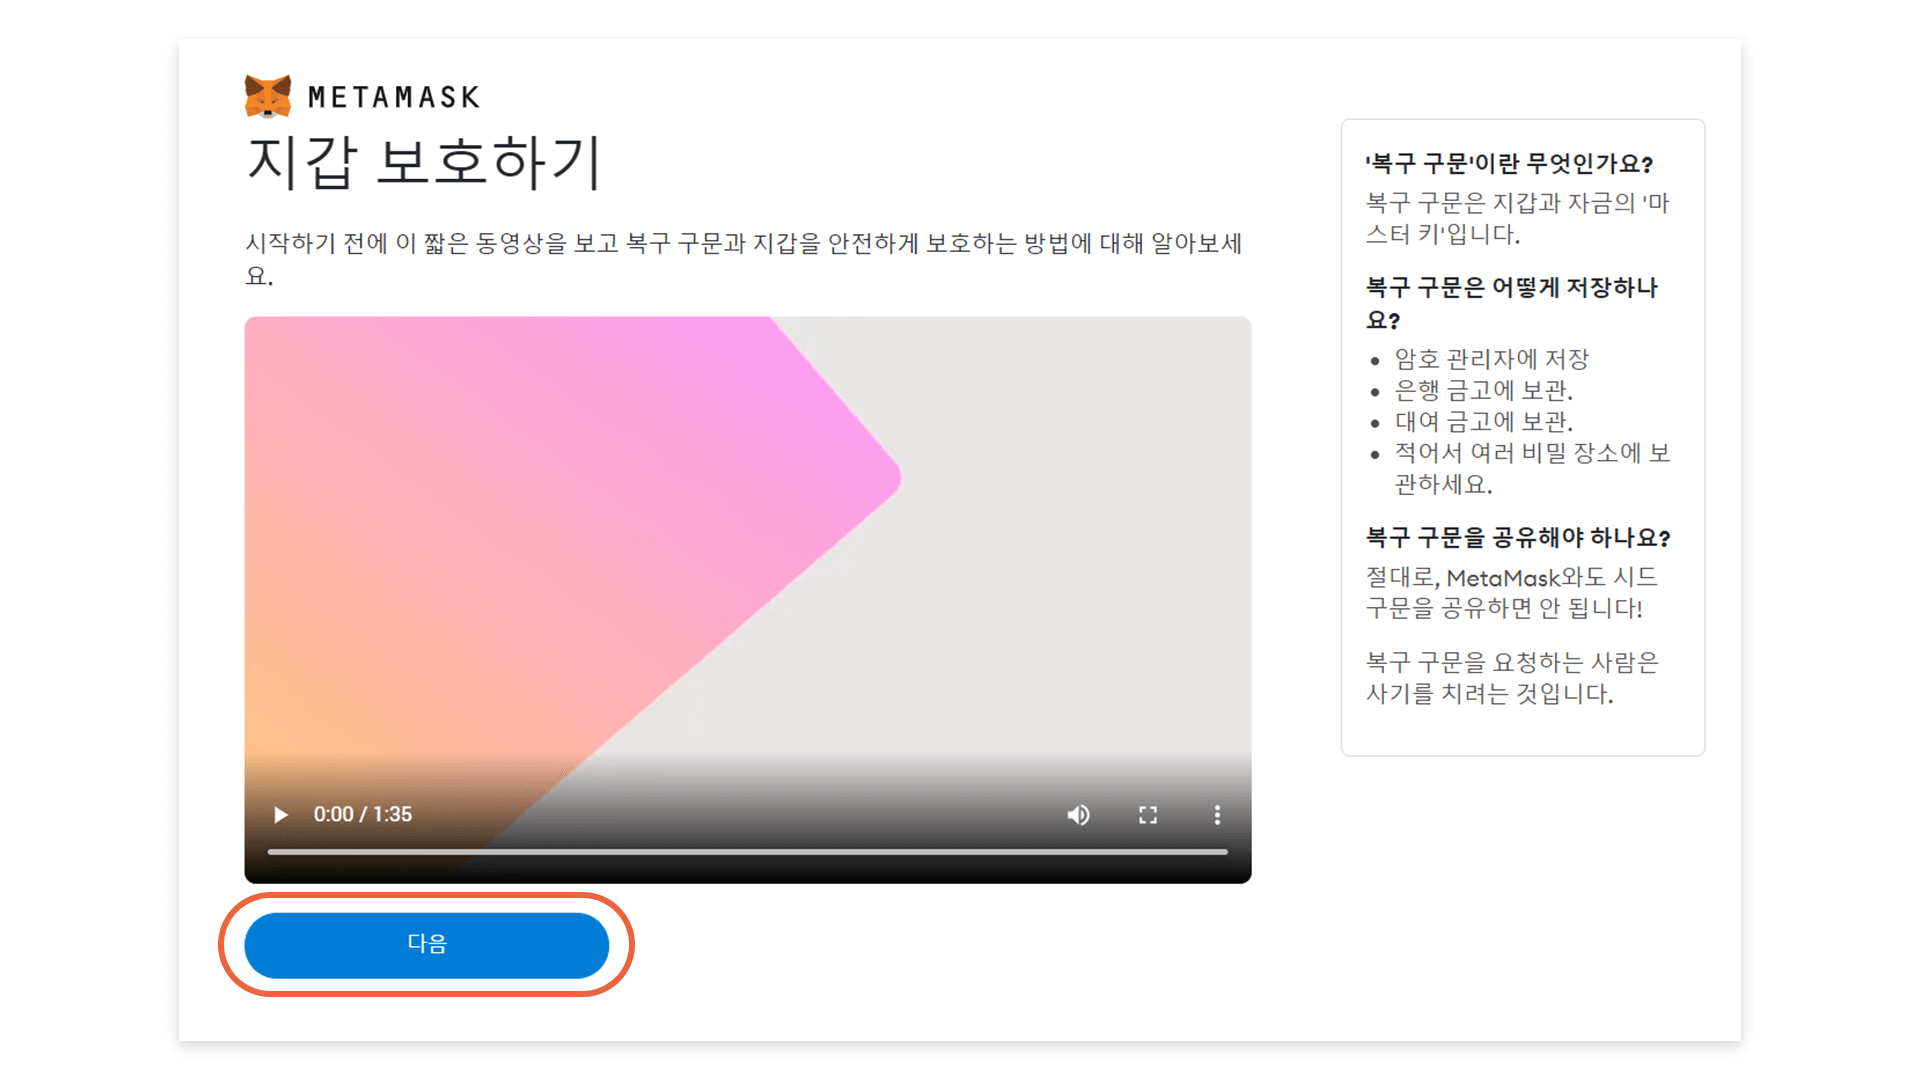 METAMASK
지갑 보호하기
시작하기 전에 이 짧은 동영상을 보고 복구 구문과 지갑을 안전하게 보호하는 방법에 대해 알아보세
요.
0:00 / 1:35
다음
'복구 구문'이란 무엇인가요?
복구 구문은 지갑과 자금의 '마
스터 키'입니다.
복구 구문은 어떻게 저장하나
요?
• 암호 관리자에 저장
• 은행 금고에 보관.
• 대여 금고에 보관.
• 적어서 여러 비밀 장소에 보
관하세요.
복구 구문을 공유해야 하나요?
절대로, MetaMask와도 시드
구문을 공유하면 안 됩니다!
복구 구문을 요청하는 사람은
사기를 치려는 것입니다.